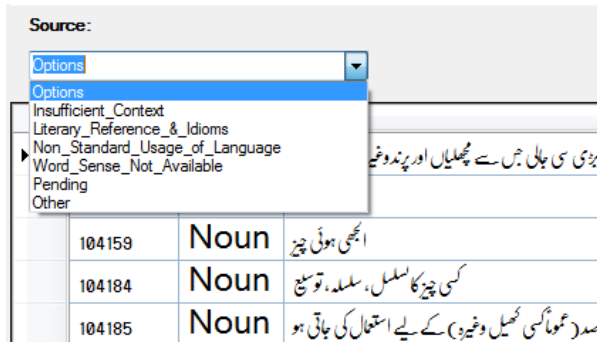 Source:
Options
Options
Insufficient_Context
Literary_Reference_&_Idioms
Non_Standard_Usage_of_Language
Word_Sense_Not_Available
Pending
Other
سی جالی جس سے مچھلیاں اور پرندوغیر
104159 Noun الجھی ہوئی چیز
104184 Noun کسی چیز کا تسلسل، سلسلہ، توسیع
104185 Noun صد(عموماً کسی کھیل وغیرہ) کے لیے استعمال کی جاتی ہو